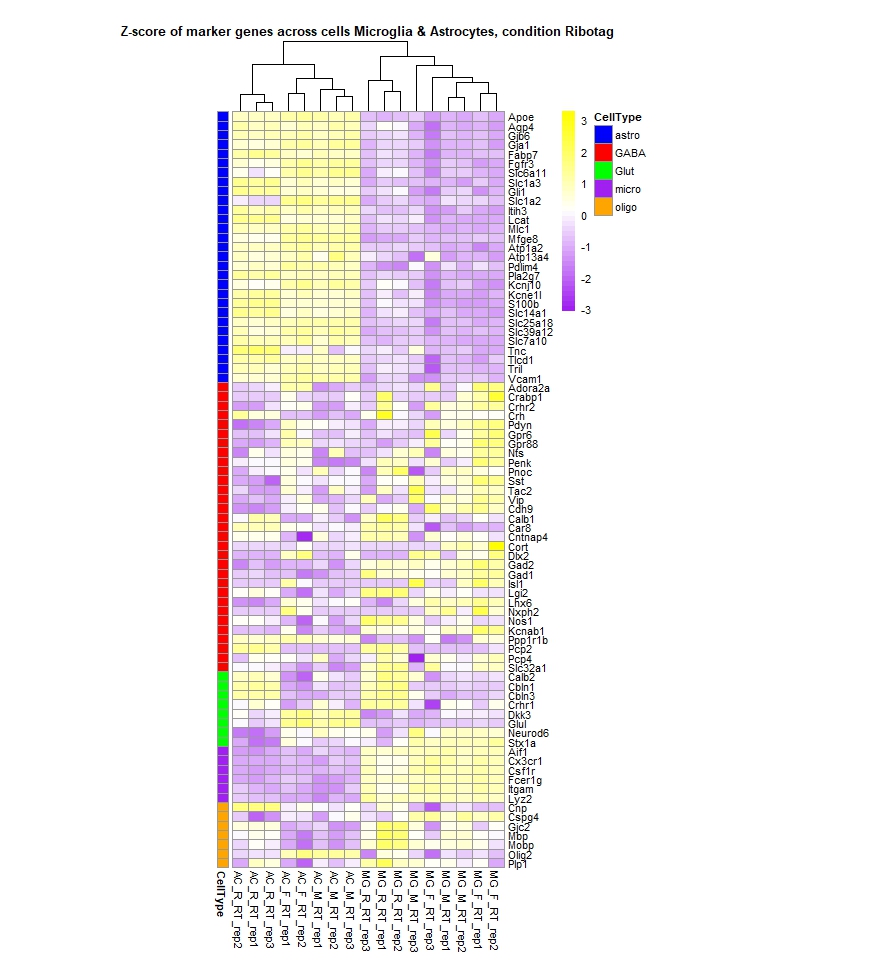 Z-score of marker genes across cells Microglia & Astrocytes, condition Ribotag
Apoe
Aqp4
Gjb6
Gja1
Fabp7
Fgfr3
Slc6a11
Slc1a3
Gli1
Slc1a2
Itih3
Lcat
Mlc1
Mfge8
Atp1a2
Atp13a4
Pdlim4
Pla2g7
Kcnj10
Kcne1l
S100b
Slc14a1
Slc25a18
Slc39a12
Slc7a10
Tnc
Tlcd1
Tril
Vcam1
Adora2a
Crabp1
Crhr2
Crh
Pdyn
Gpr6
Gpr88
Nts
Penk
Pnoc
Sst
Tac2
Vip
Cdh9
Calb1
Car8
Cntnap4
Cort
Dlx2
Gad2
Gad1
Isl1
Lgi2
Lhx6
Nxph2
Nos1
Kcnab1
Ppp1r1b
Pcp2
Pcp4
Slc32a1
Calb2
Cbln1
Cbln3
Crhr1
Dkk3
Glul
Neurod6
Stx1a
Aif1
Cx3cr1
Csf1r
Fcer1g
Itgam
Lyz2
Cnp
Cspg4
Gjc2
Mbp
Mobp
Olig2
Plp1
3
2
1
0
-1
-2
-3
CellType
astro
GABA
Glut
micro
oligo
CellType
AC_R_RT_rep2
AC_R_RT_rep1
AC_R_RT_rep3
AC_F_RT_rep1
AC_F_RT_rep2
AC_M_RT_rep1
AC_M_RT_rep2
AC_M_RT_rep3
MG_R_RT_rep3
MG_R_RT_rep1
MG_R_RT_rep2
MG_M_RT_rep3
MG_F_RT_rep3
MG_M_RT_rep1
MG_M_RT_rep2
MG_F_RT_rep1
MG_F_RT_rep2